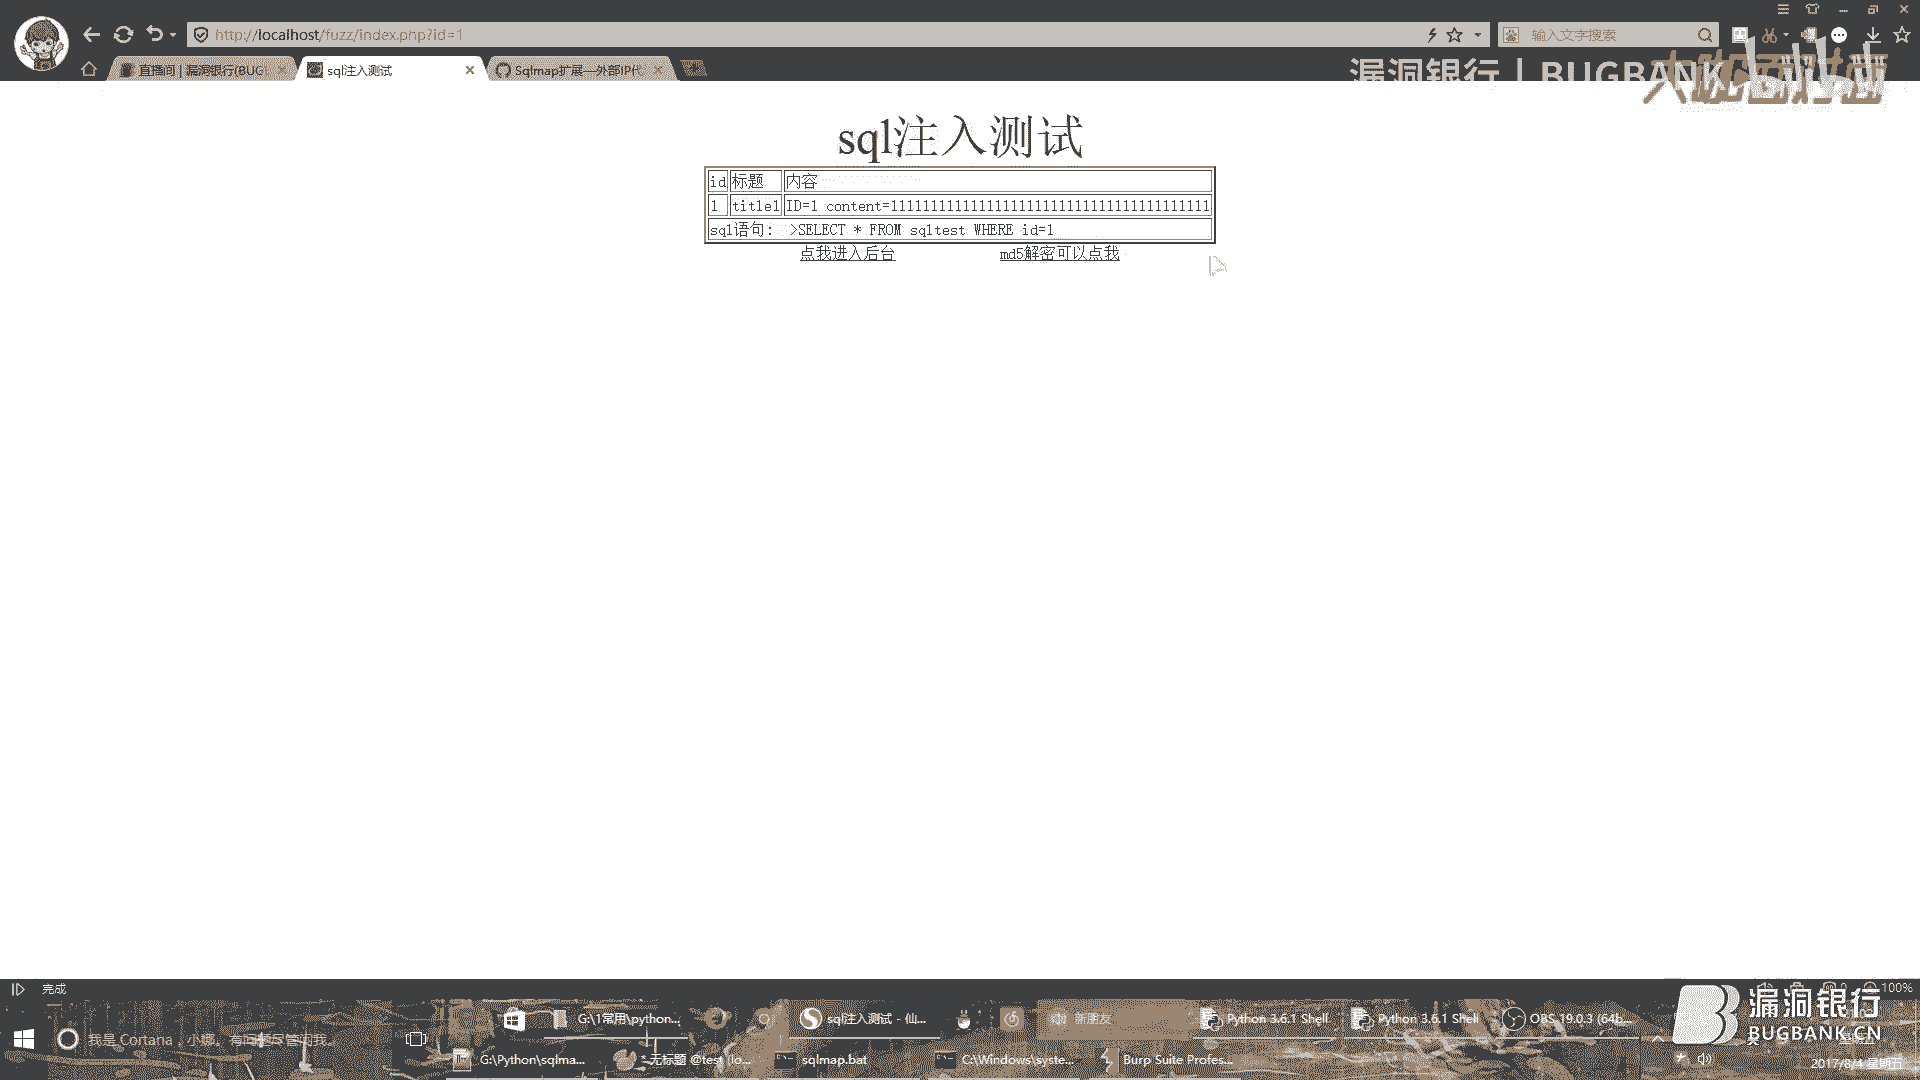 http://localhost/fuzz/index.php?id=1
输入文字搜索
直播间 | 漏洞银行(BUG
sql注入测试
Sqlmap扩展—外部IP代
漏洞银行 | BUGBANK
bilibili
sql注入测试
id 标题 内容
1 title1 ID=1 content=1111111111111111111111111111111111111111
sql语句: >SELECT * FROM sqltest WHERE id=1
点我进入后台 md5解密可以点我
完成
100%
G:\1常用\python...
sql注入测试 - 仙...
新朋友
Python 3.6.1 Shell
Python 3.6.1 Shell
OBS 19.0.3 (64b...
漏洞银行
BUGBANK.CN
我是 Cortana，小娜。有问题尽管问我。
G:\Python\sqlma...
*无标题 @test (lo...
sqlmap.bat
C:\Windows\syste...
Burp Suite Profes...
2017/8/4 星期五